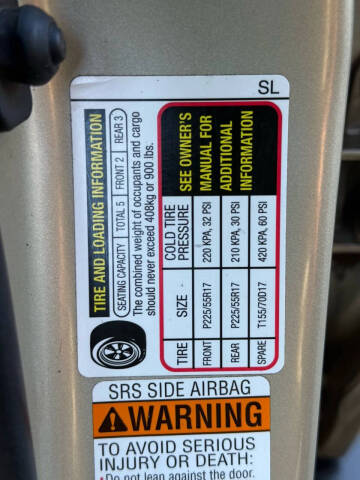 SL
TIRE AND LOADING INFORMATION
SEATING CAPACITY TOTAL 5 FRONT 2 REAR 3
The combined weight of occupants and cargo
should never exceed 408kg or 900 lbs.
TIRE SIZE COLD TIRE PRESSURE
FRONT P225/55R17 220 KPA, 32 PSI
REAR P225/55R17 210 KPA, 30 PSI
SPARE T155/70D17 420 KPA, 60 PSI
SEE OWNER'S
MANUAL FOR
ADDITIONAL
INFORMATION
SRS SIDE AIRBAG
WARNING
TO AVOID SERIOUS
INJURY OR DEATH:
•Do not lean against the door.